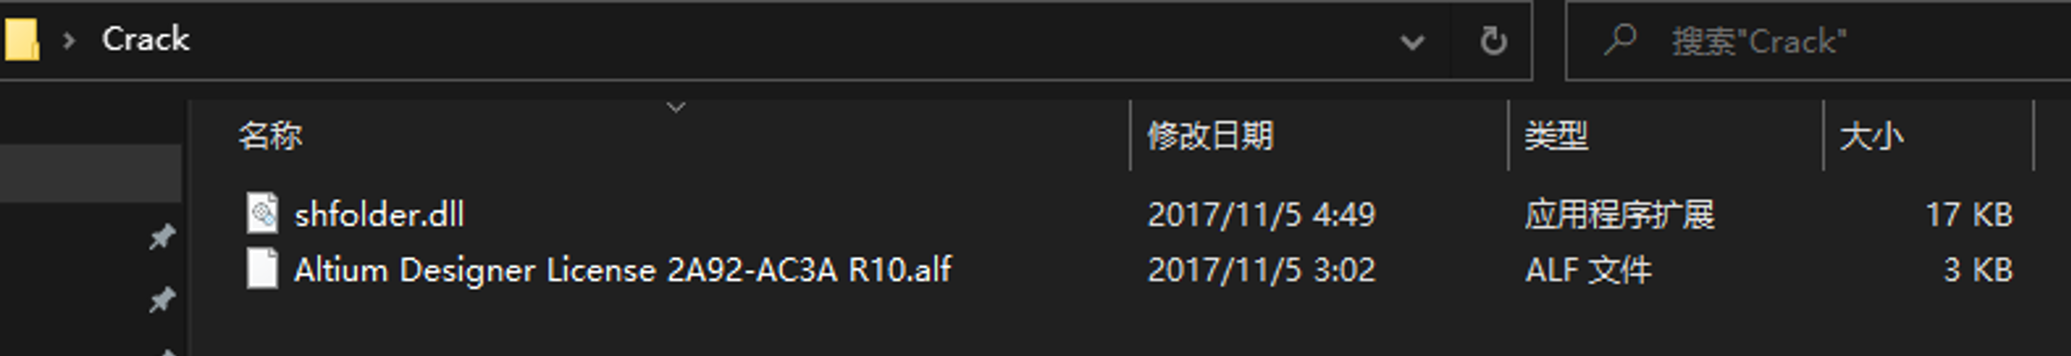 Crack
搜索"Crack"
名称 修改日期 类型 大小
shfolder.dll 2017/11/5 4:49 应用程序扩展 17 KB
Altium Designer License 2A92-AC3A R10.alf 2017/11/5 3:02 ALF 文件 3 KB